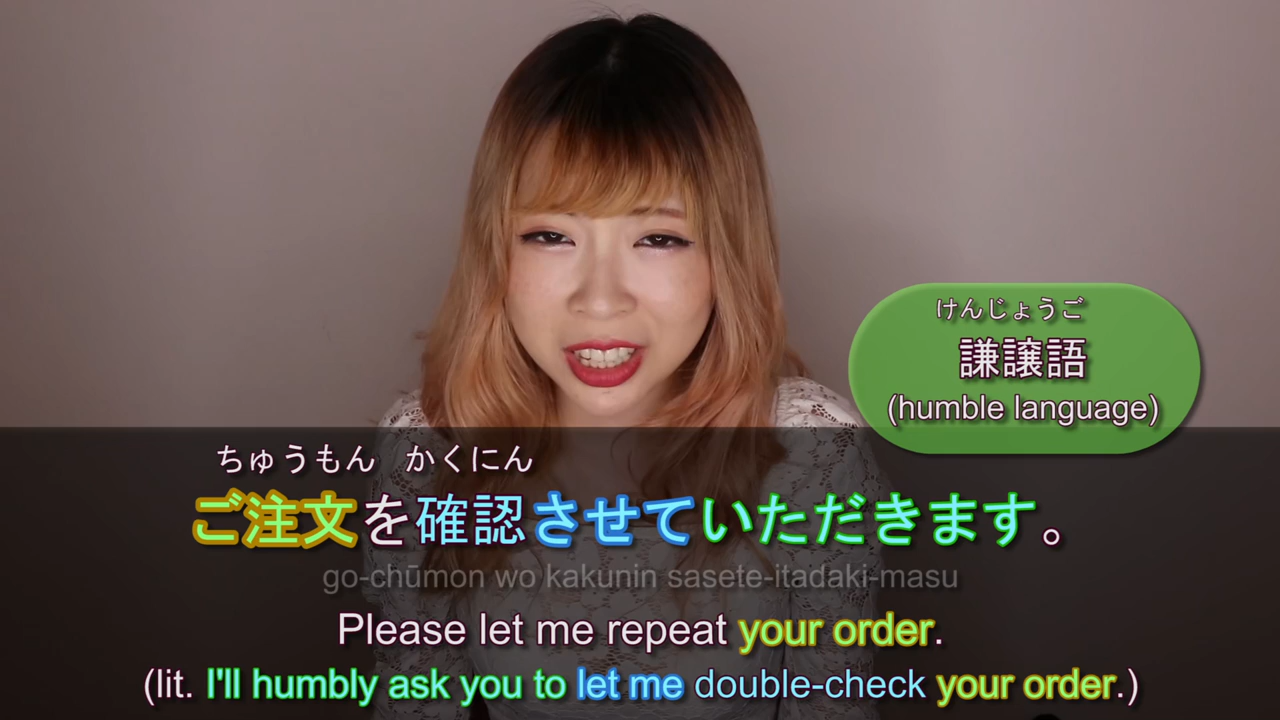 けんじょうご
謙譲語
(humble language)
ちゅうもん かくにん
ご注文を確認させていただきます。
go-chūmon wo kakunin sasete-itadaki-masu
Please let me repeat your order.
(lit. I'll humbly ask you to let me double-check your order.)